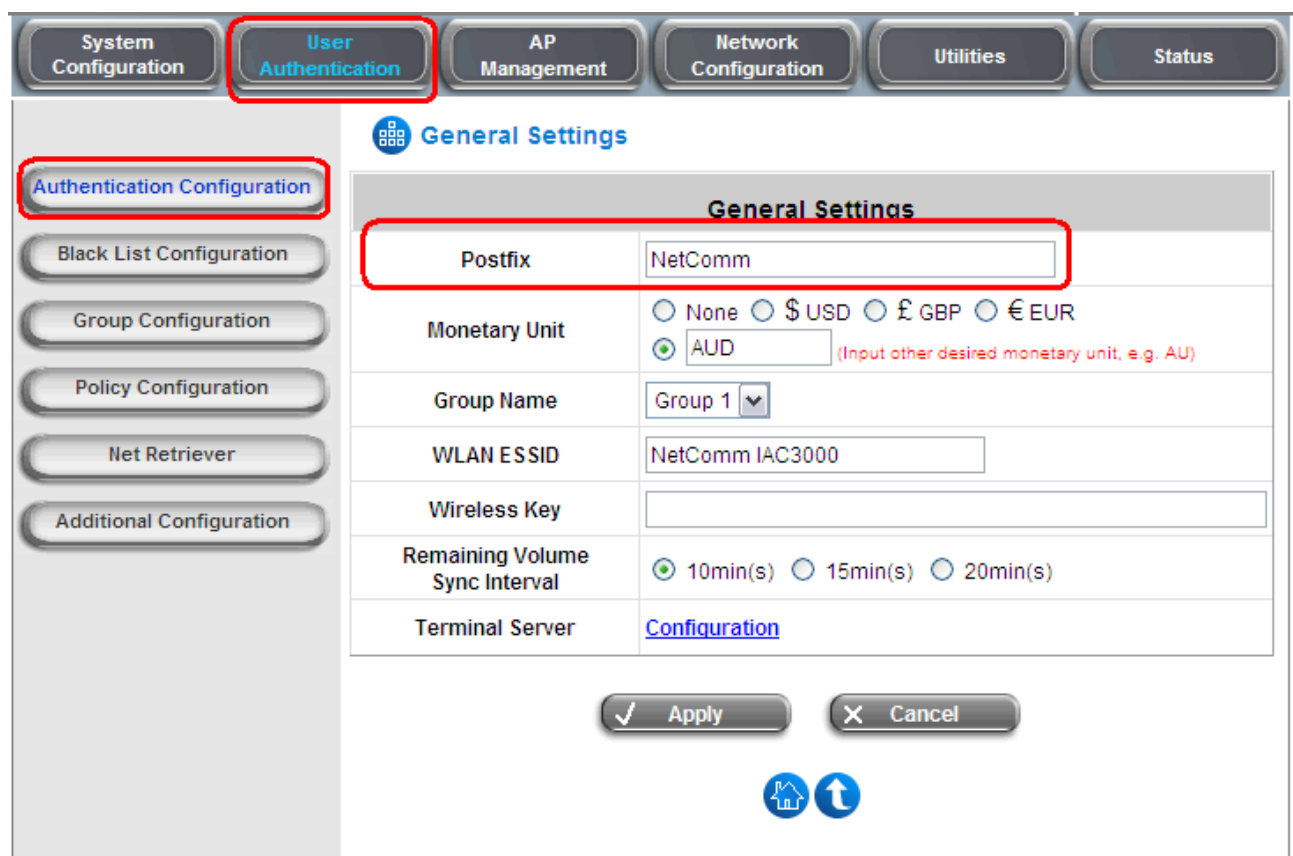 System Configuration
User Authentication
AP Management
Network Configuration
Utilities
Status
Authentication Configuration
Black List Configuration
Group Configuration
Policy Configuration
Net Retriever
Additional Configuration
General Settings
General Settings
Postfix NetComm
Monetary Unit None $ USD £ GBP € EUR
AUD (Input other desired monetary unit, e.g. AU)
Group Name Group 1
WLAN ESSID NetComm IAC3000
Wireless Key
Remaining Volume Sync Interval 10min(s) 15min(s) 20min(s)
Terminal Server Configuration
Apply Cancel